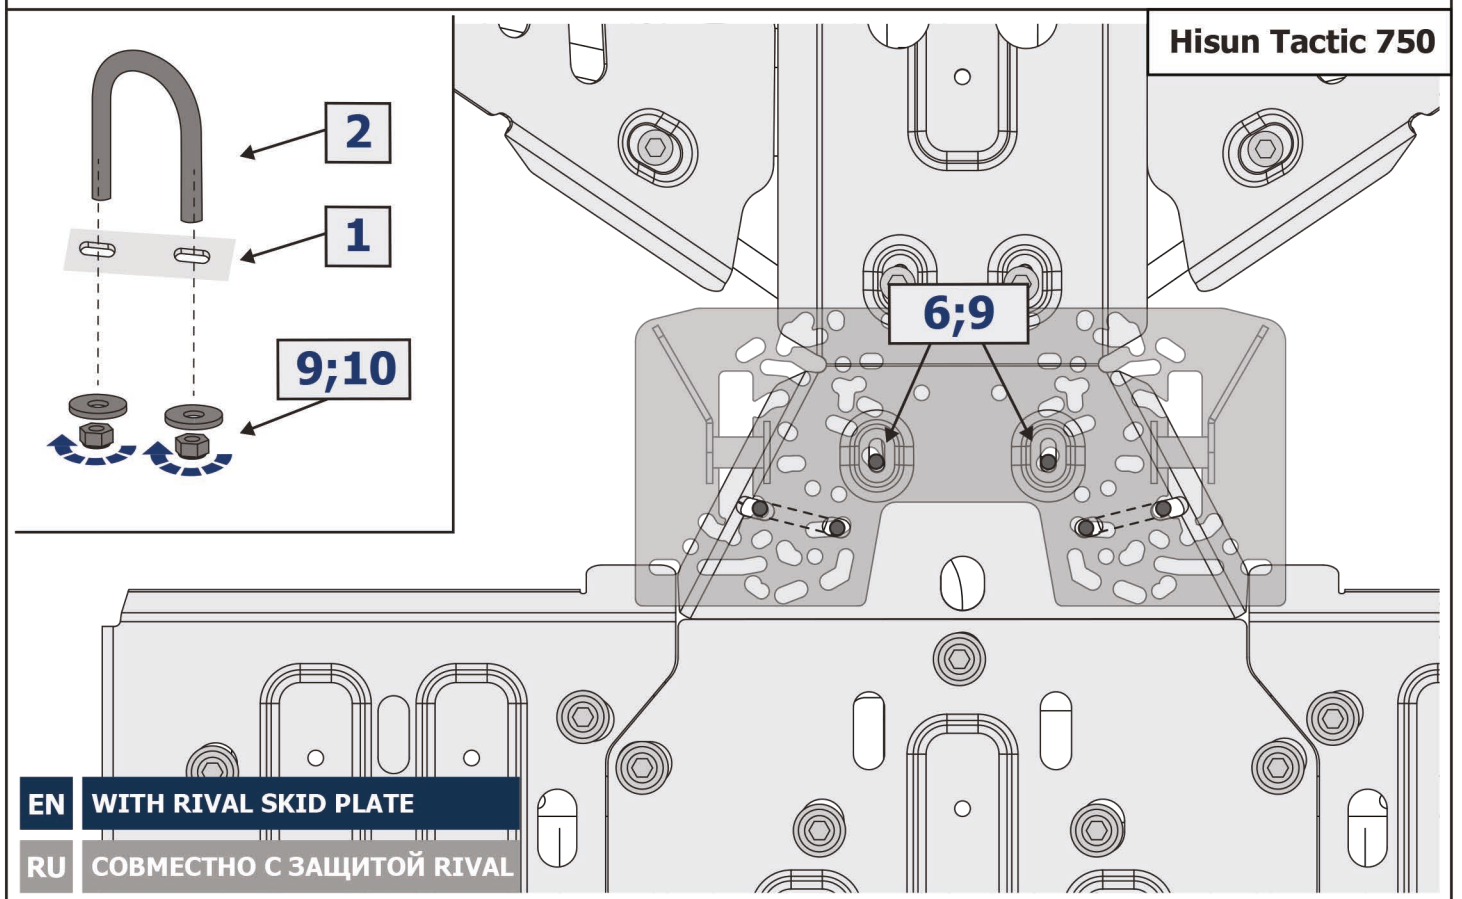 Hisun Tactic 750
2
1
9;10
6;9
EN WITH RIVAL SKID PLATE
RU СОВМЕСТНО С ЗАЩИТОЙ RIVAL